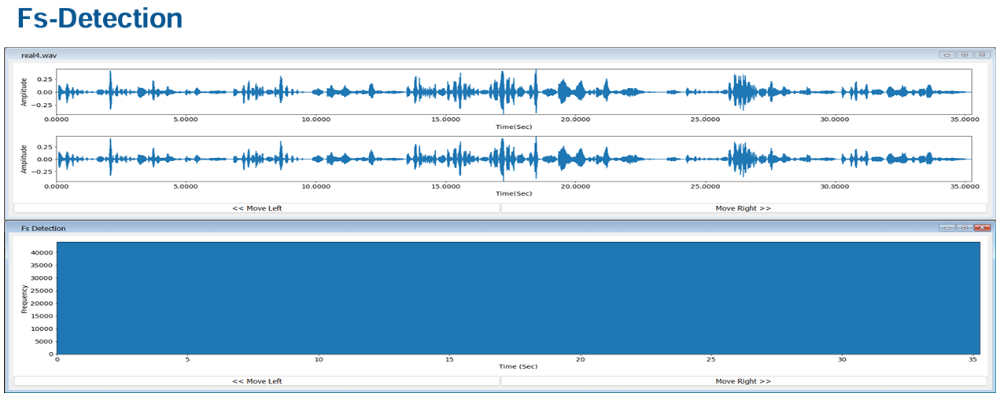 Fs-Detection
real4.wav
0.25
0.00
−0.25
Amplitude
0.0000 5.0000 10.0000 15.0000 20.0000 25.0000 30.0000 35.0000
Time(Sec)
0.25
0.00
−0.25
Amplitude
0.0000 5.0000 10.0000 15.0000 20.0000 25.0000 30.0000 35.0000
Time(Sec)
<< Move Left Move Right >>
Fs Detection
40000
35000
30000
25000
20000
15000
10000
5000
0
Frequency
0 5 10 15 20 25 30 35
Time (Sec)
<< Move Left Move Right >>